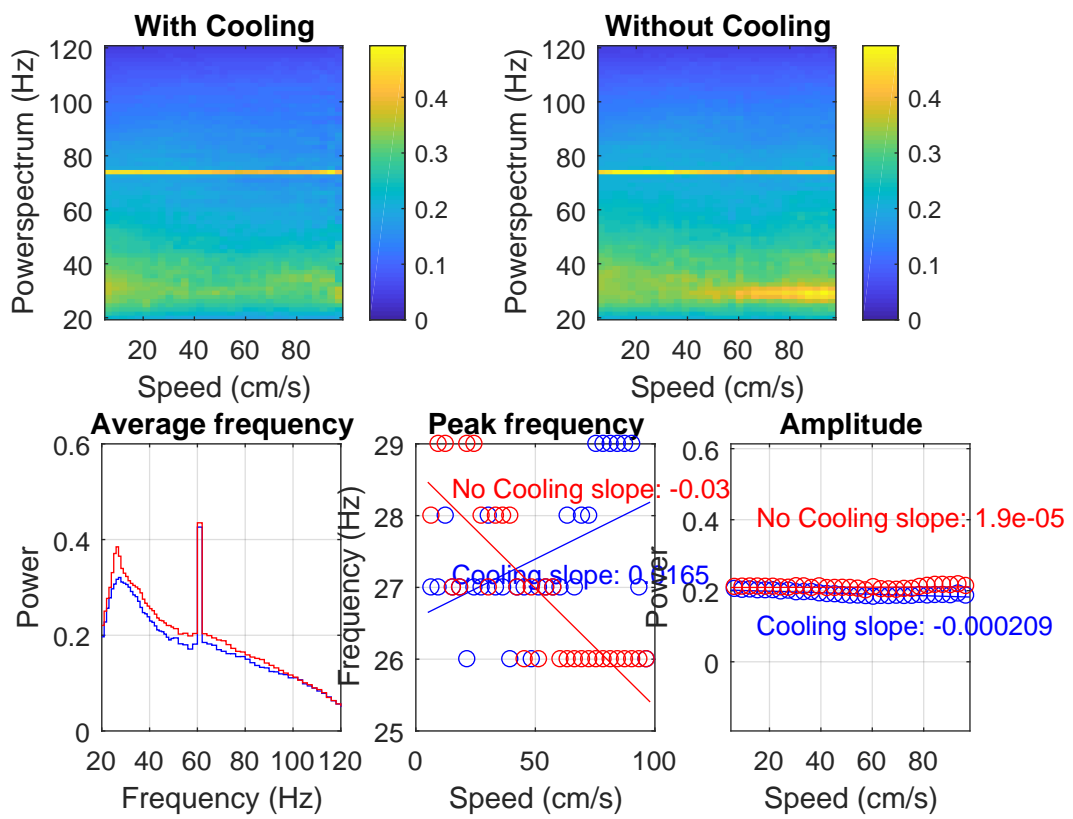 With Cooling
Powerspectrum (Hz)
120
100
80
60
40
20
20 40 60 80
Speed (cm/s)
0.4
0.3
0.2
0.1
0
Without Cooling
Powerspectrum (Hz)
120
100
80
60
40
20
20 40 60 80
Speed (cm/s)
0.4
0.3
0.2
0.1
0
Average frequency
Power
0.6
0.4
0.2
0
20 40 60 80 100 120
Frequency (Hz)
Peak frequency
Frequency (Hz)
29
28
27
26
25
No Cooling slope: -0.03
Cooling slope: 0.0165
0 50 100
Speed (cm/s)
Amplitude
Power
0.6
0.4
0.2
0
No Cooling slope: 1.9e-05
Cooling slope: -0.000209
20 40 60 80
Speed (cm/s)